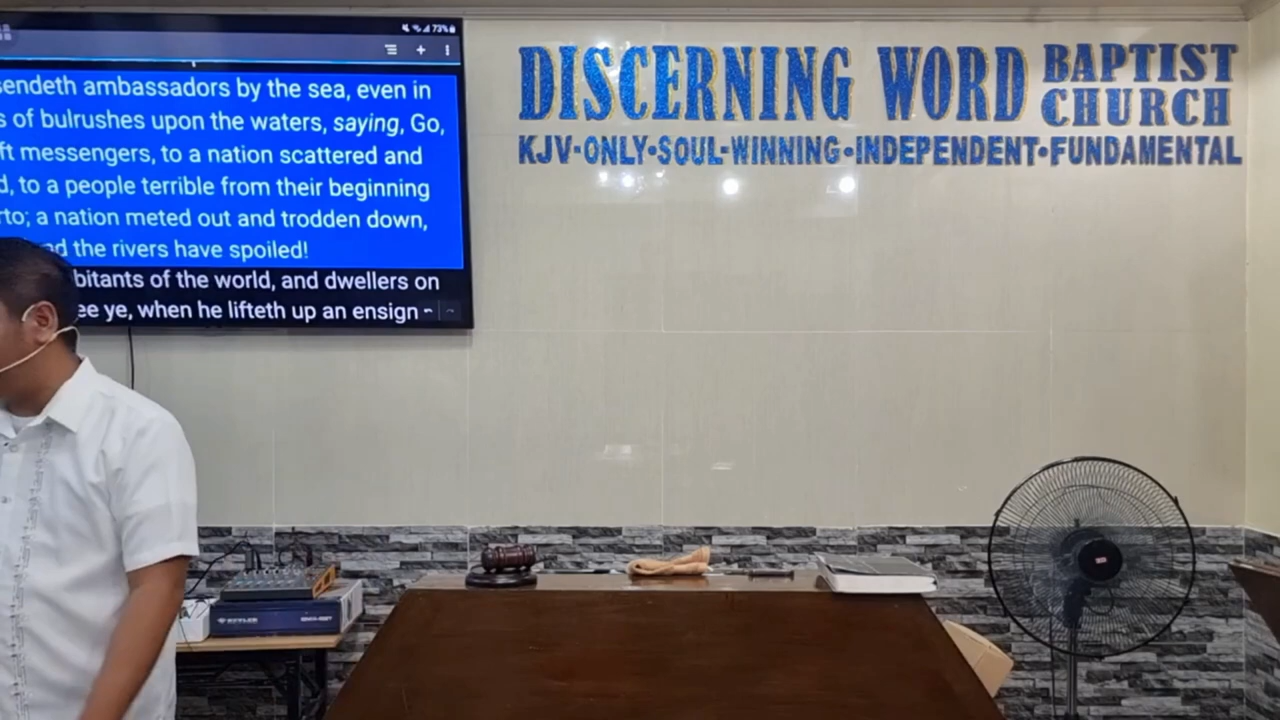 73%
sendeth ambassadors by the sea, even in
s of bulrushes upon the waters, saying, Go,
ft messengers, to a nation scattered and
d, to a people terrible from their beginning
rto; a nation meted out and trodden down,
nd the rivers have spoiled!
bitants of the world, and dwellers on
ee ye, when he lifteth up an ensign
DISCERNING WORD BAPTIST CHURCH
KJV-ONLY•SOUL-WINNING•INDEPENDENT•FUNDAMENTAL